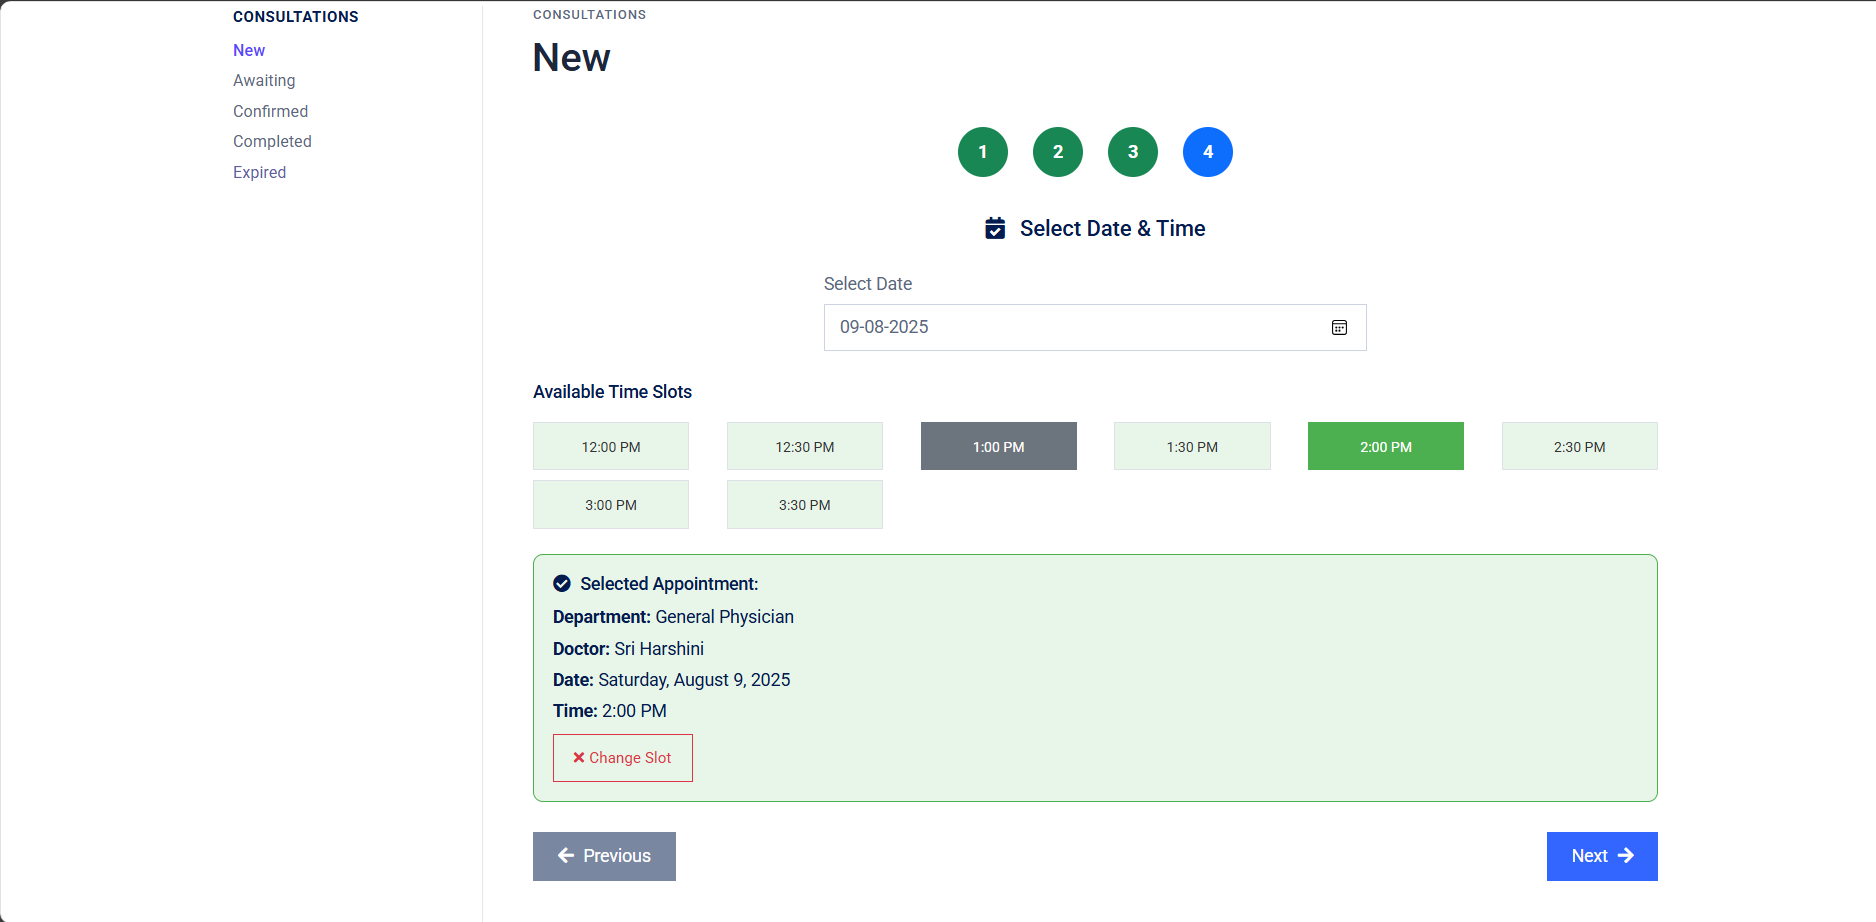 CONSULTATIONS
New
Awaiting
Confirmed
Completed
Expired
CONSULTATIONS
New
1 2 3 4
Select Date & Time
Select Date
09-08-2025
Available Time Slots
12:00 PM 12:30 PM 1:00 PM 1:30 PM 2:00 PM 2:30 PM
3:00 PM 3:30 PM
Selected Appointment:
Department: General Physician
Doctor: Sri Harshini
Date: Saturday, August 9, 2025
Time: 2:00 PM
Change Slot
Previous Next